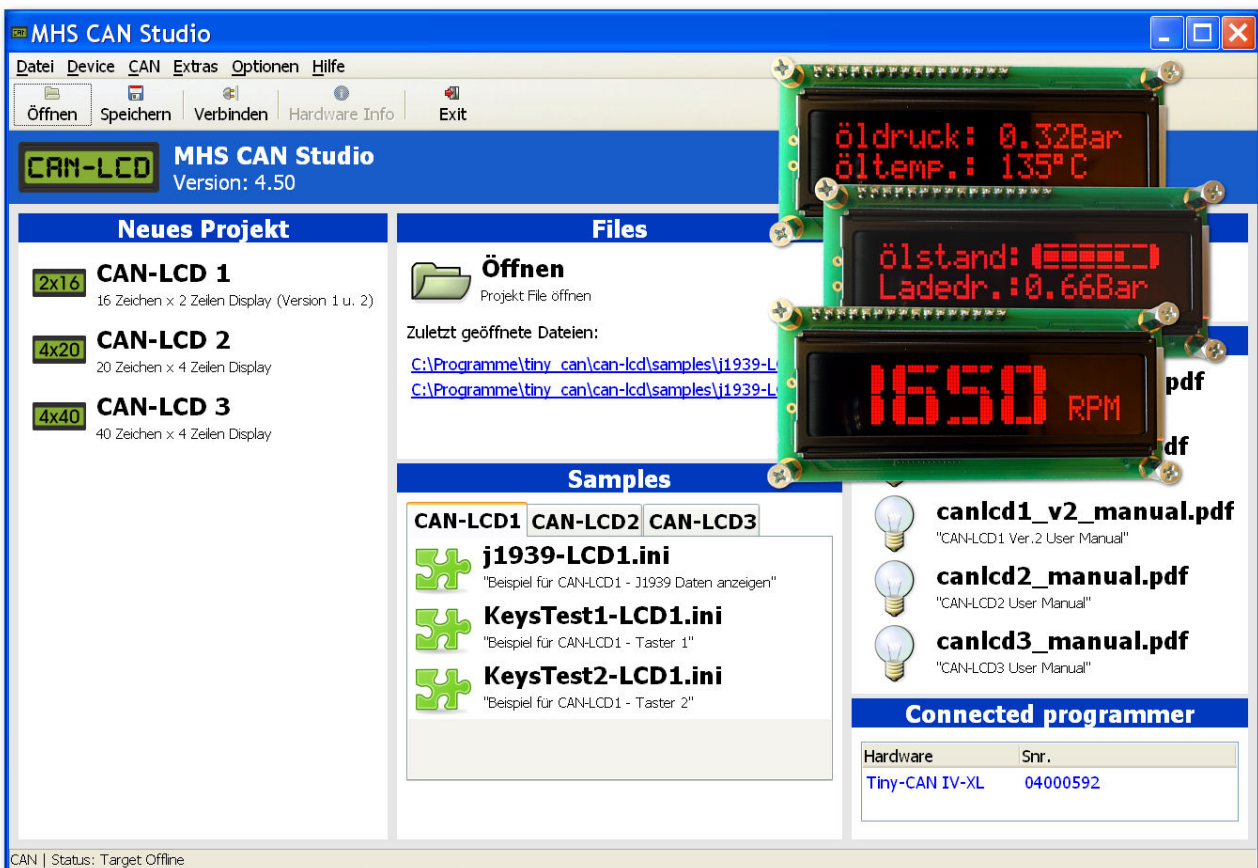 MHS CAN Studio
Datei Device CAN Extras Optionen Hilfe
Öffnen Speichern Verbinden Hardware Info Exit
CAN-LCD
MHS CAN Studio
Version: 4.50
öldruck: 0.32Bar
öltemp.: 135°C
ölstand:
Ladedr.:0.66Bar
1650 RPM
Neues Projekt
2x16
CAN-LCD 1
16 Zeichen x 2 Zeilen Display (Version 1 u. 2)
4x20
CAN-LCD 2
20 Zeichen x 4 Zeilen Display
4x40
CAN-LCD 3
40 Zeichen x 4 Zeilen Display
Files
Öffnen
Projekt File öffnen
Zuletzt geöffnete Dateien:
C:\Programme\tiny_can\can-lcd\samples\j1939-L
C:\Programme\tiny_can\can-lcd\samples\j1939-L
Samples
CAN-LCD1 CAN-LCD2 CAN-LCD3
j1939-LCD1.ini
"Beispiel für CAN-LCD1 - J1939 Daten anzeigen"
KeysTest1-LCD1.ini
"Beispiel für CAN-LCD1 - Taster 1"
KeysTest2-LCD1.ini
"Beispiel für CAN-LCD1 - Taster 2"
pdf
df
canlcd1_v2_manual.pdf
"CAN-LCD1 Ver.2 User Manual"
canlcd2_manual.pdf
"CAN-LCD2 User Manual"
canlcd3_manual.pdf
"CAN-LCD3 User Manual"
Connected programmer
Hardware Snr.
Tiny-CAN IV-XL 04000592
CAN | Status: Target Offline